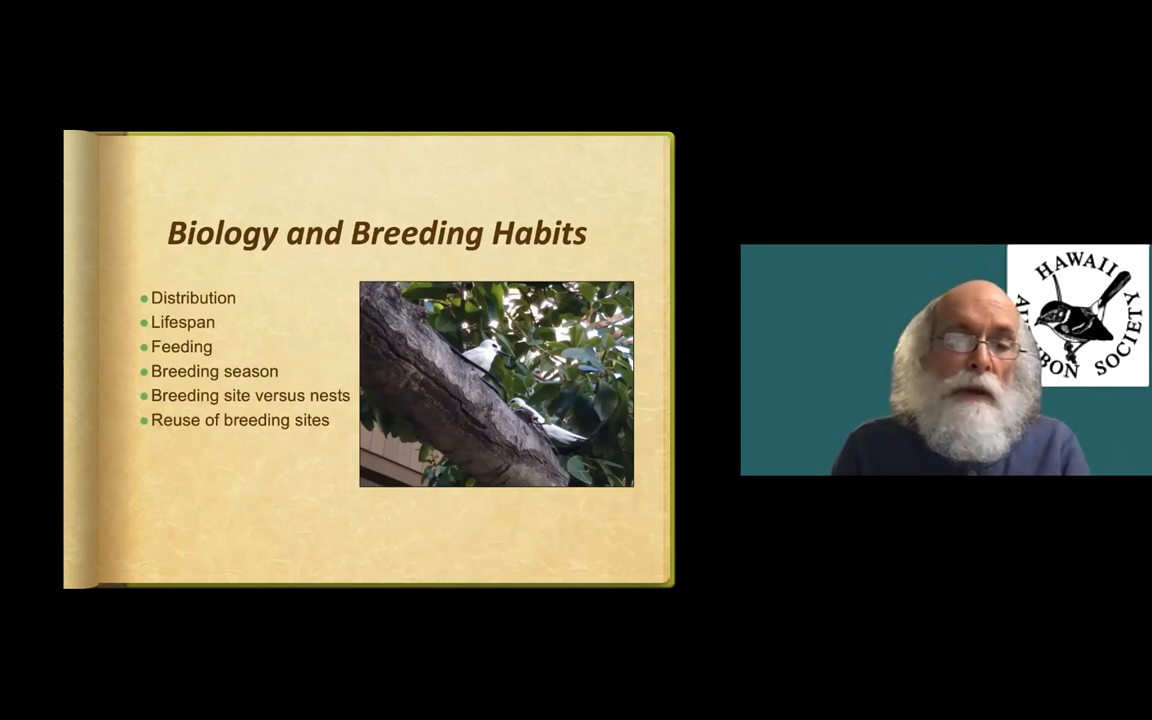 Biology and Breeding Habits
Distribution
Lifespan
Feeding
Breeding season
Breeding site versus nests
Reuse of breeding sites
HAWAII
SOCIETY